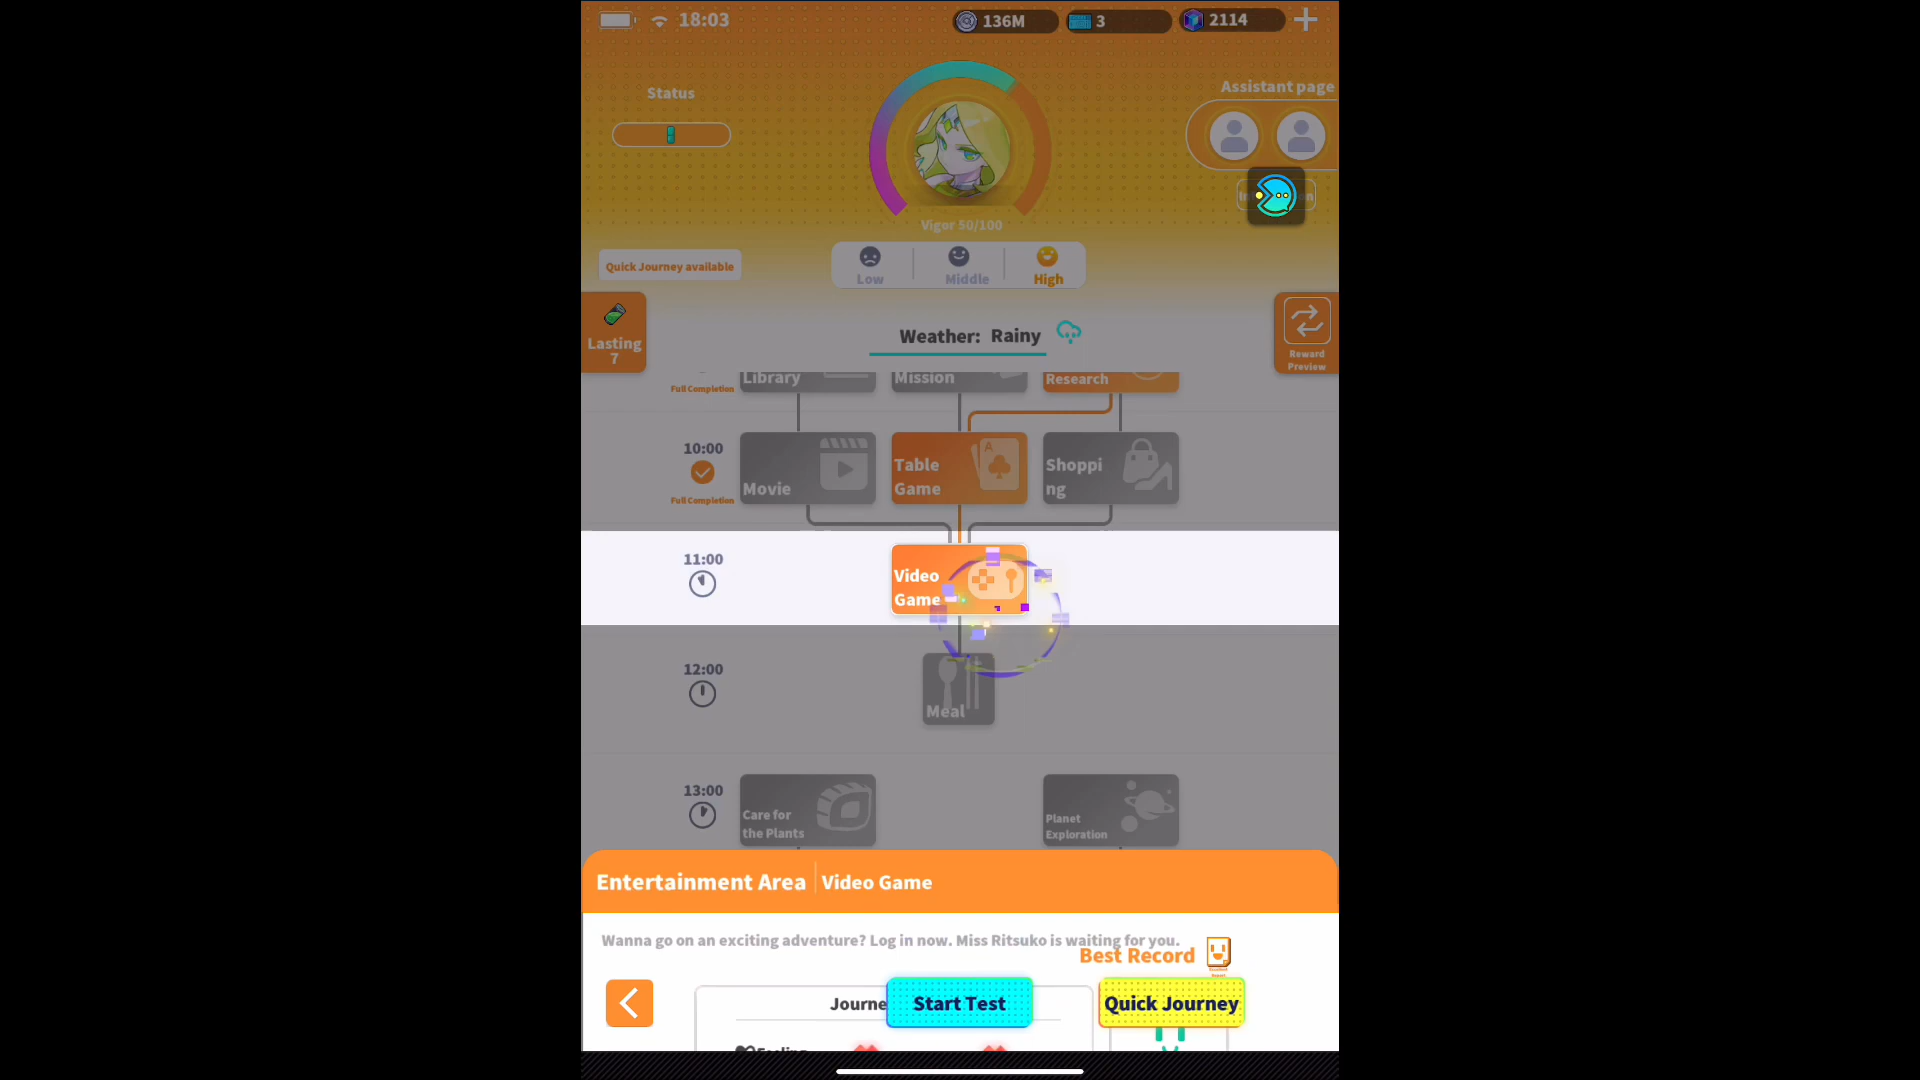 18:03
136M
3
2114
Status
Assistant page
Vigor 50/100
Quick Journey available
Low
Middle
High
Lasting
7
Weather: Rainy
Reward
Preview
Full Completion
Library
Mission
Research
10:00
Full Completion
Movie
Table
Game
A
Shoppi
ng
11:00
Video
Game
12:00
Meal
13:00
Care for
the Plants
Planet
Exploration
Entertainment Area
Video Game
Wanna go on an exciting adventure? Log in now. Miss Ritsuko is waiting for you.
Best Record
Journe
Start Test
Quick Journey